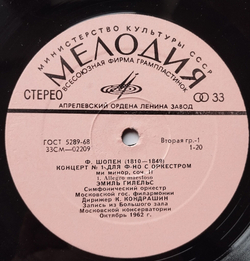 МИНИСТЕРСТВО КУЛЬТУРЫ СССР
МЕЛОДИЯ
ВСЕСОЮЗНАЯ ФИРМА ГРАМПЛАСТИНОК
СТЕРЕО
33
АПРЕЛЕВСКИЙ ОРДЕНА ЛЕНИНА ЗАВОД
ГОСТ 5289-68
Вторая гр.-1
33СМ—02209
1-20
Ф. ШОПЕН (1810—1849)
КОНЦЕРТ № 1 ДЛЯ Ф-НО С ОРКЕСТРОМ
ми минор, соч. 11
1. Allegro maestoso
ЭМИЛЬ ГИЛЕЛЬС
Симфонический оркестр
Московской гос. филармонии
Дирижер К. КОНДРАШИН
Запись из Большого зала
Московской консерватории
Октябрь 1962 г.